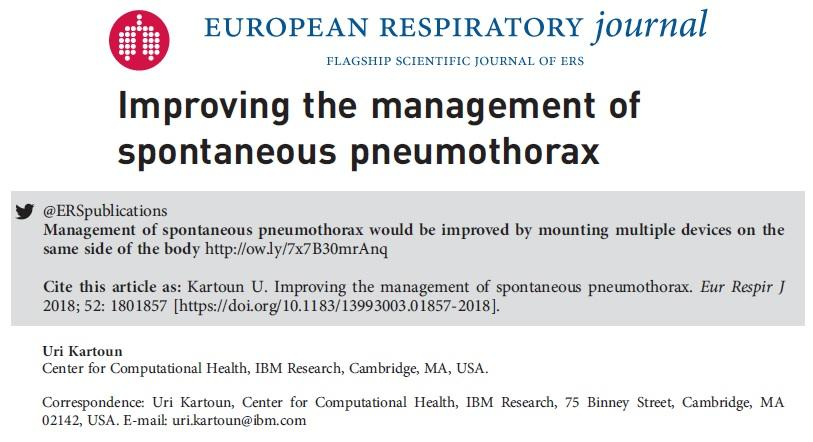 EUROPEAN RESPIRATORY journal
FLAGSHIP SCIENTIFIC JOURNAL OF ERS
Improving the management of
spontaneous pneumothorax
@ERSpublications
Management of spontaneous pneumothorax would be improved by mounting multiple devices on the
same side of the body http://ow.ly/7x7B30mrAnq
Cite this article as: Kartoun U. Improving the management of spontaneous pneumothorax. Eur Respir J
2018; 52: 1801857 [https://doi.org/10.1183/13993003.01857-2018].
Uri Kartoun
Center for Computational Health, IBM Research, Cambridge, MA, USA.
Correspondence: Uri Kartoun, Center for Computational Health, IBM Research, 75 Binney Street, Cambridge, MA
02142, USA. E-mail: uri.kartoun@ibm.com